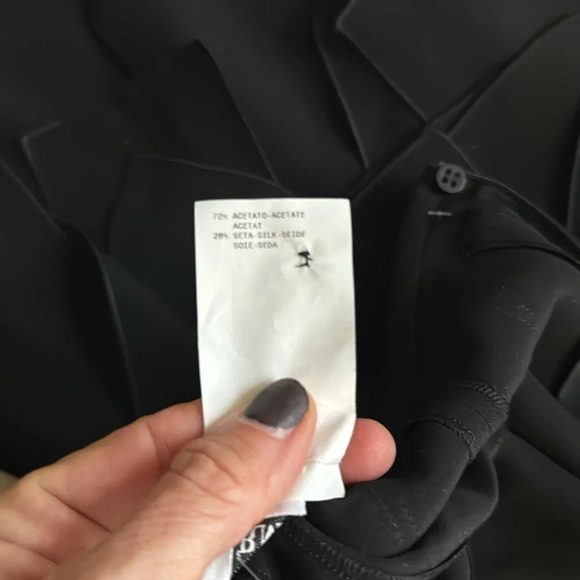 72% ACETATO-ACETATE
ACETAT
28% SETA-SILK-SEIDE
SOIE-SEDA